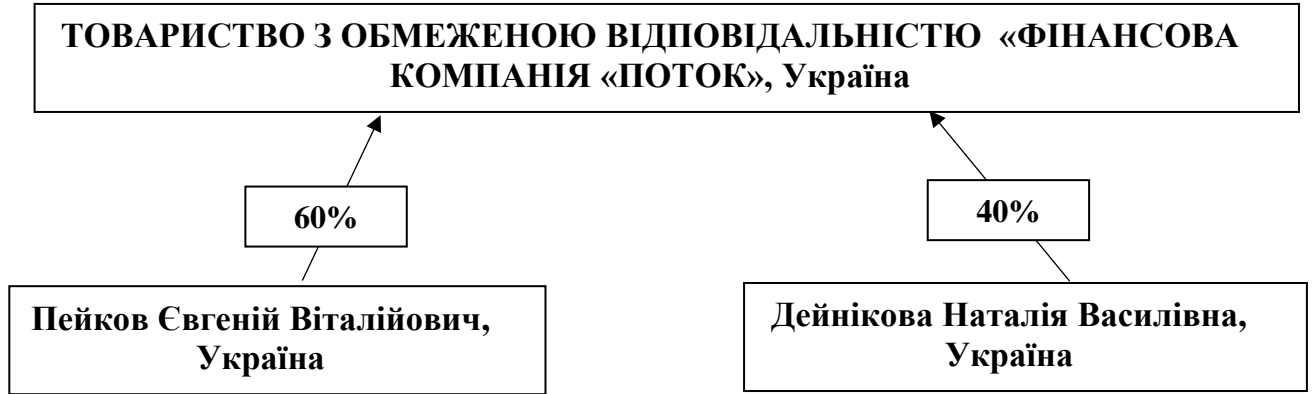 ТОВАРИСТВО З ОБМЕЖЕНОЮ ВІДПОВІДАЛЬНІСТЮ «ФІНАНСОВА
КОМПАНІЯ «ПОТОК», Україна
60%
40%
Пейков Євгеній Віталійович,
Україна
Дейнікова Наталія Василівна,
Україна